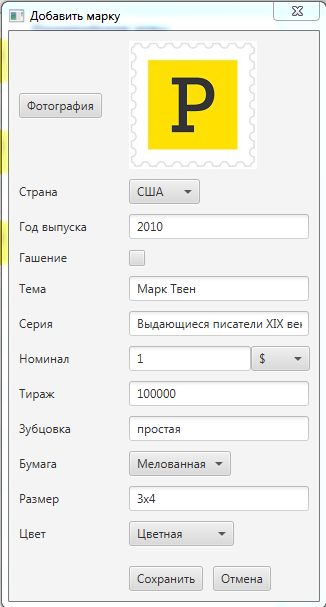 Добавить марку
P
Фотография
Страна США
Год выпуска 2010
Гашение
Тема Марк Твен
Серия Выдающиеся писатели XIX век
Номинал 1 $
Тираж 100000
Зубцовка простая
Бумага Мелованная
Размер 3x4
Цвет Цветная
Сохранить Отмена